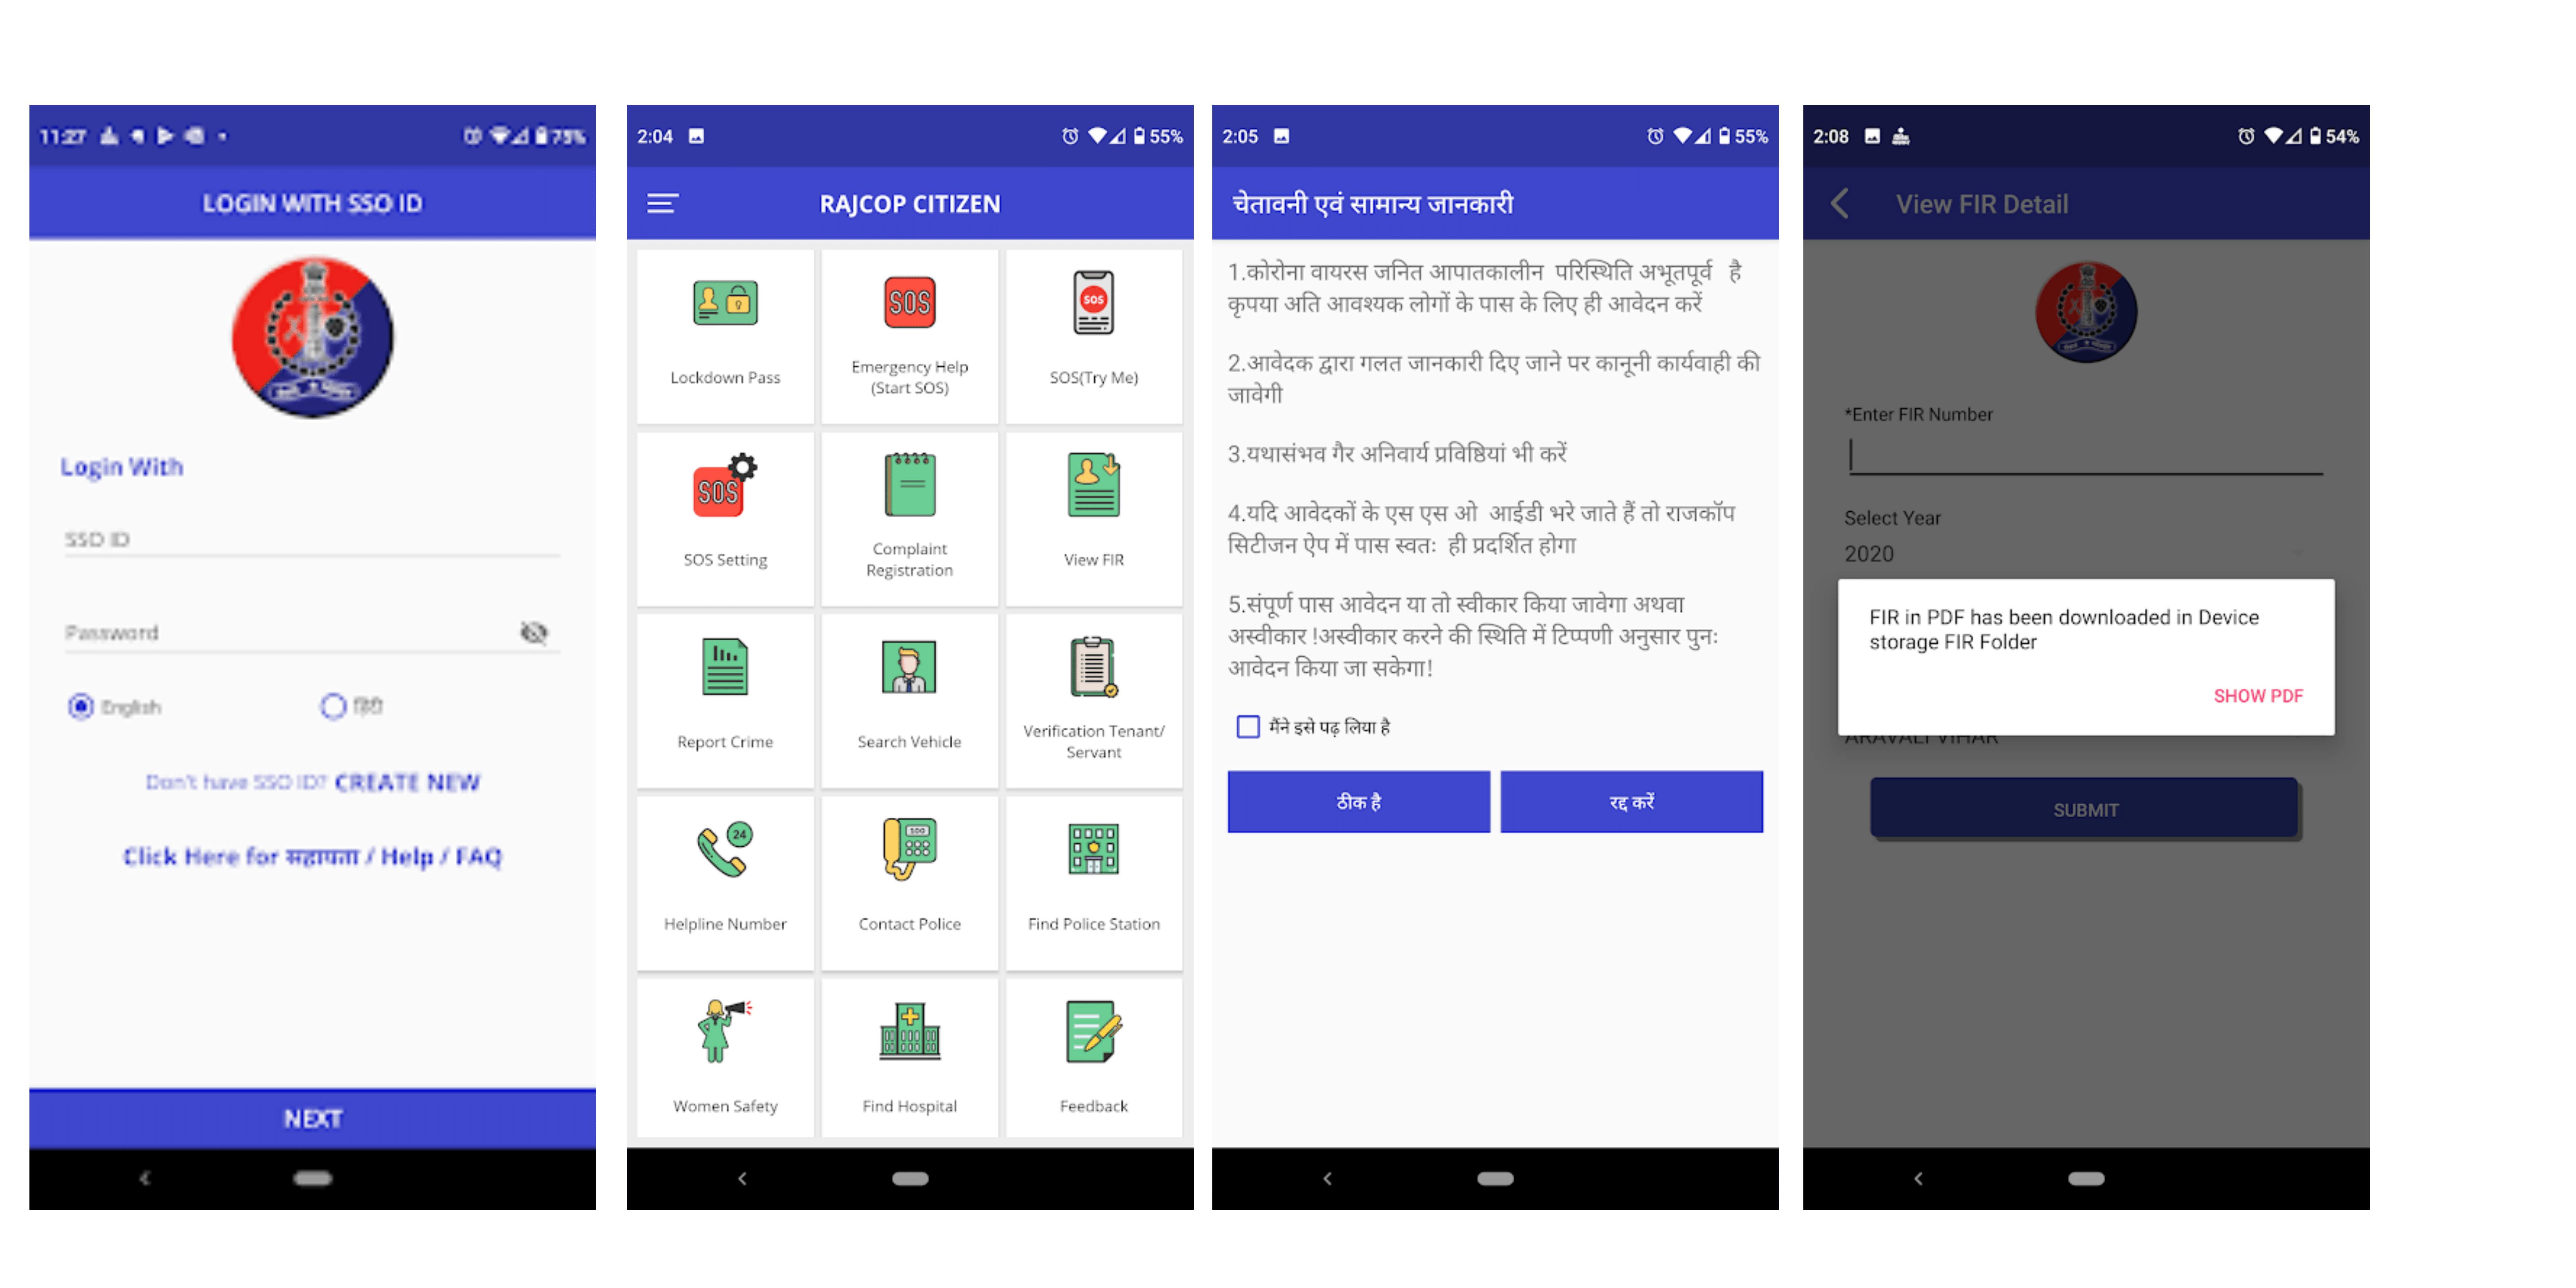 11:27
75%
LOGIN WITH SSO ID
Login With
SSO ID
Password
English
हिंदी
Don't have SSO ID? CREATE NEW
Click Here for सहायता / Help / FAQ
NEXT
2:04
55%
RAJCOP CITIZEN
Lockdown Pass
SOS
Emergency Help
(Start SOS)
SOS
SOS(Try Me)
SOS
SOS Setting
Complaint
Registration
View FIR
Report Crime
Search Vehicle
Verification Tenant/
Servant
24
Helpline Number
Contact Police
Find Police Station
Women Safety
Find Hospital
Feedback
2:05
55%
चेतावनी एवं सामान्य जानकारी
1.कोरोना वायरस जनित आपातकालीन परिस्थिति अभूतपूर्व है
कृपया अति आवश्यक लोगों के पास के लिए ही आवेदन करें
2.आवेदक द्वारा गलत जानकारी दिए जाने पर कानूनी कार्यवाही की
जावेगी
3.यथासंभव गैर अनिवार्य प्रविष्ठियां भी करें
4.यदि आवेदकों के एस एस ओ आईडी भरे जाते हैं तो राजकॉप
सिटीजन ऐप में पास स्वतः ही प्रदर्शित होगा
5.संपूर्ण पास आवेदन या तो स्वीकार किया जावेगा अथवा
अस्वीकार !अस्वीकार करने की स्थिति में टिप्पणी अनुसार पुनः
आवेदन किया जा सकेगा!
मैंने इसे पढ़ लिया है
ठीक है
रद्द करें
2:08
54%
View FIR Detail
*Enter FIR Number
Select Year
2020
FIR in PDF has been downloaded in Device
storage FIR Folder
SHOW PDF
ARAVALI VIHAR
SUBMIT